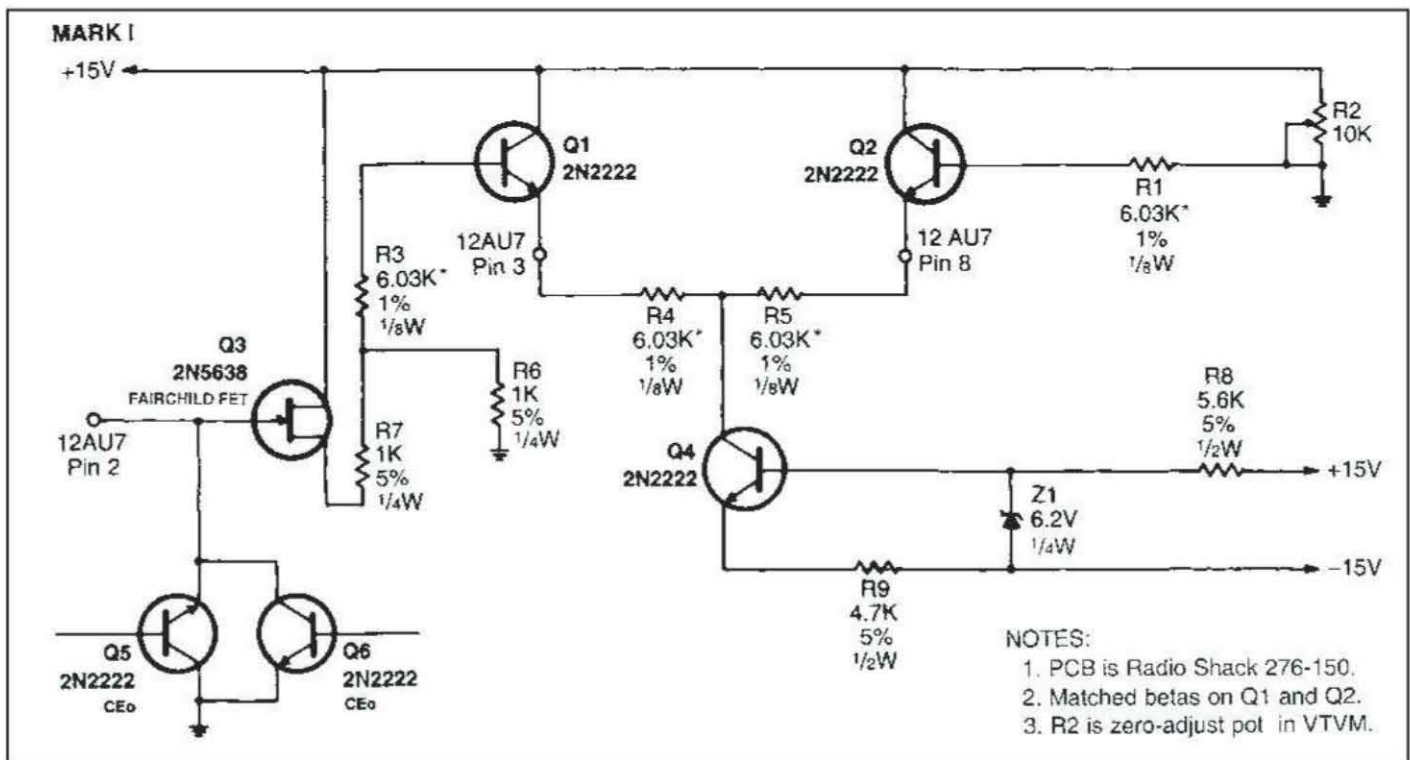 MARK I
+15V
Q1
2N2222
Q2
2N2222
R2
10K
R1
6.03K*
1%
1/8W
12AU7
Pin 3
12 AU7
Pin 8
R3
6.03K*
1%
1/8W
R4
6.03K*
1%
1/8W
R5
6.03K*
1%
1/8W
Q3
2N5638
FAIRCHILD FET
12AU7
Pin 2
R6
1K
5%
1/4W
R7
1K
5%
1/4W
R8
5.6K
5%
1/2W
+15V
Q4
2N2222
Z1
6.2V
1/4W
-15V
R9
4.7K
5%
1/2W
Q5
2N2222
CEo
Q6
2N2222
CEo
NOTES:
1. PCB is Radio Shack 276-150.
2. Matched betas on Q1 and Q2.
3. R2 is zero-adjust pot in VTVM.